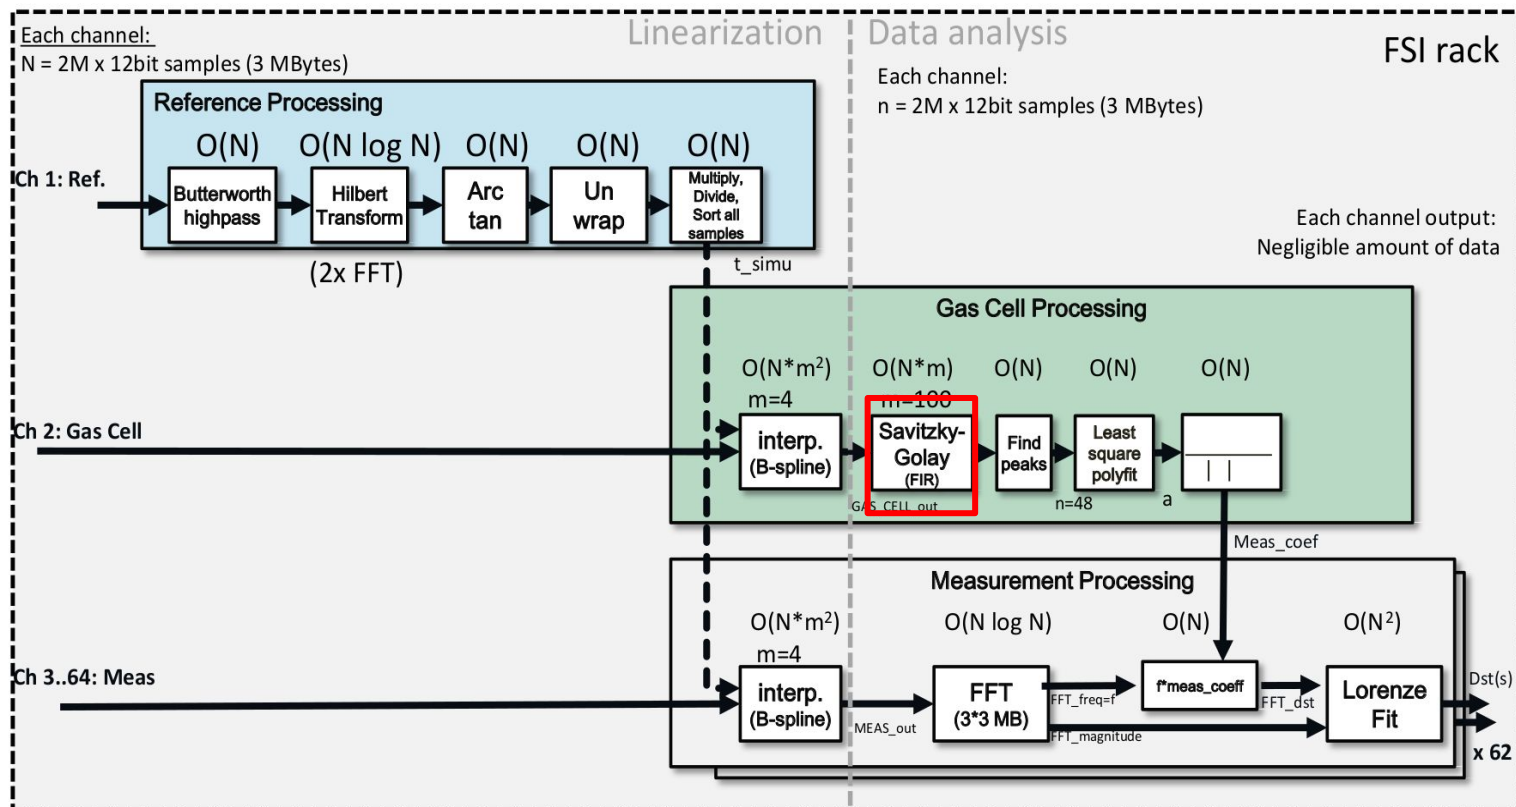 Each channel:
N = 2M x 12bit samples (3 MBytes)
Linearization
Data analysis
FSI rack
Each channel:
n = 2M x 12bit samples (3 MBytes)
Reference Processing
O(N)
O(N log N)
O(N)
O(N)
O(N)
Ch 1: Ref.
Butterworth
highpass
Hilbert
Transform
Arc
tan
Un
wrap
Multiply,
Divide,
Sort all
samples
(2x FFT)
t_simu
Each channel output:
Negligible amount of data
Gas Cell Processing
O(N*m²)
m=4
O(N*m)
m=100
O(N)
O(N)
O(N)
Ch 2: Gas Cell
interp.
(B-spline)
Savitzky-
Golay
(FIR)
Find
peaks
Least
square
polyfit
GAS_CELL_out
n=48
a
Meas_coef
Measurement Processing
O(N*m²)
m=4
O(N log N)
O(N)
O(N²)
Ch 3..64: Meas
interp.
(B-spline)
MEAS_out
FFT
(3*3 MB)
FFT_freq=f
FFT_magnitude
f*meas_coeff
FFT_dst
Lorenze
Fit
Dst(s)
x 62